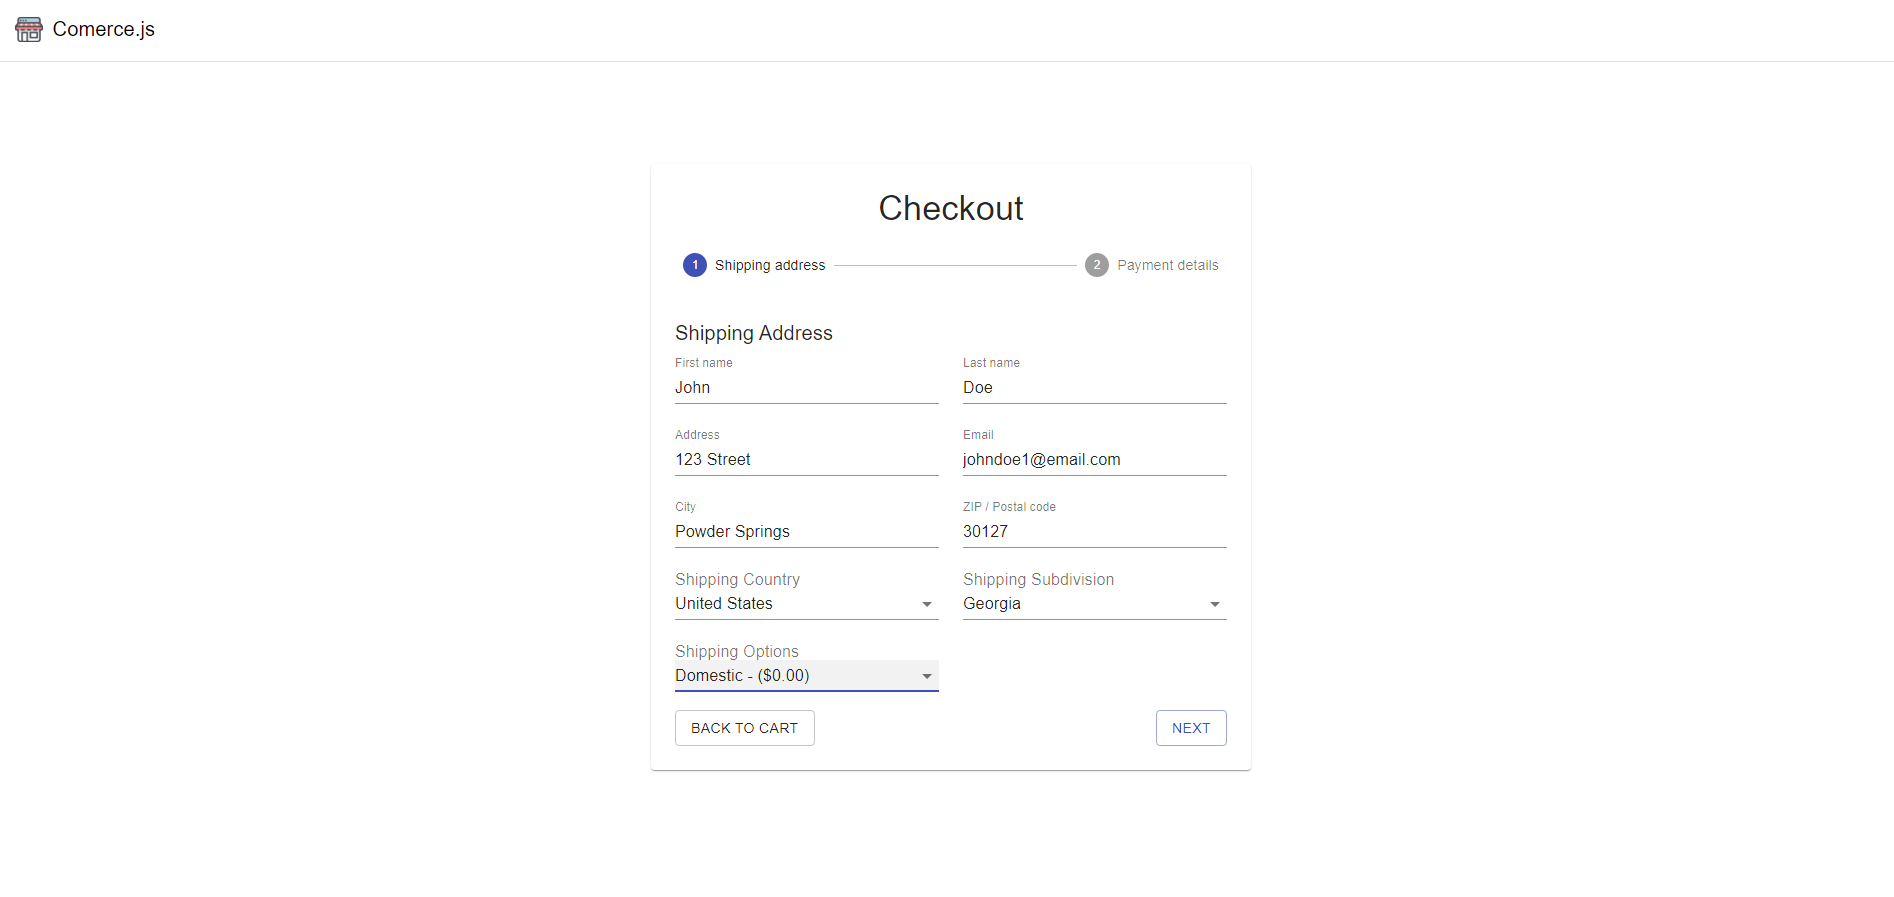 Comerce.js
Checkout
1 Shipping address 2 Payment details
Shipping Address
First name Last name
John Doe
Address Email
123 Street johndoe1@email.com
City ZIP / Postal code
Powder Springs 30127
Shipping Country Shipping Subdivision
United States Georgia
Shipping Options
Domestic - ($0.00)
BACK TO CART NEXT